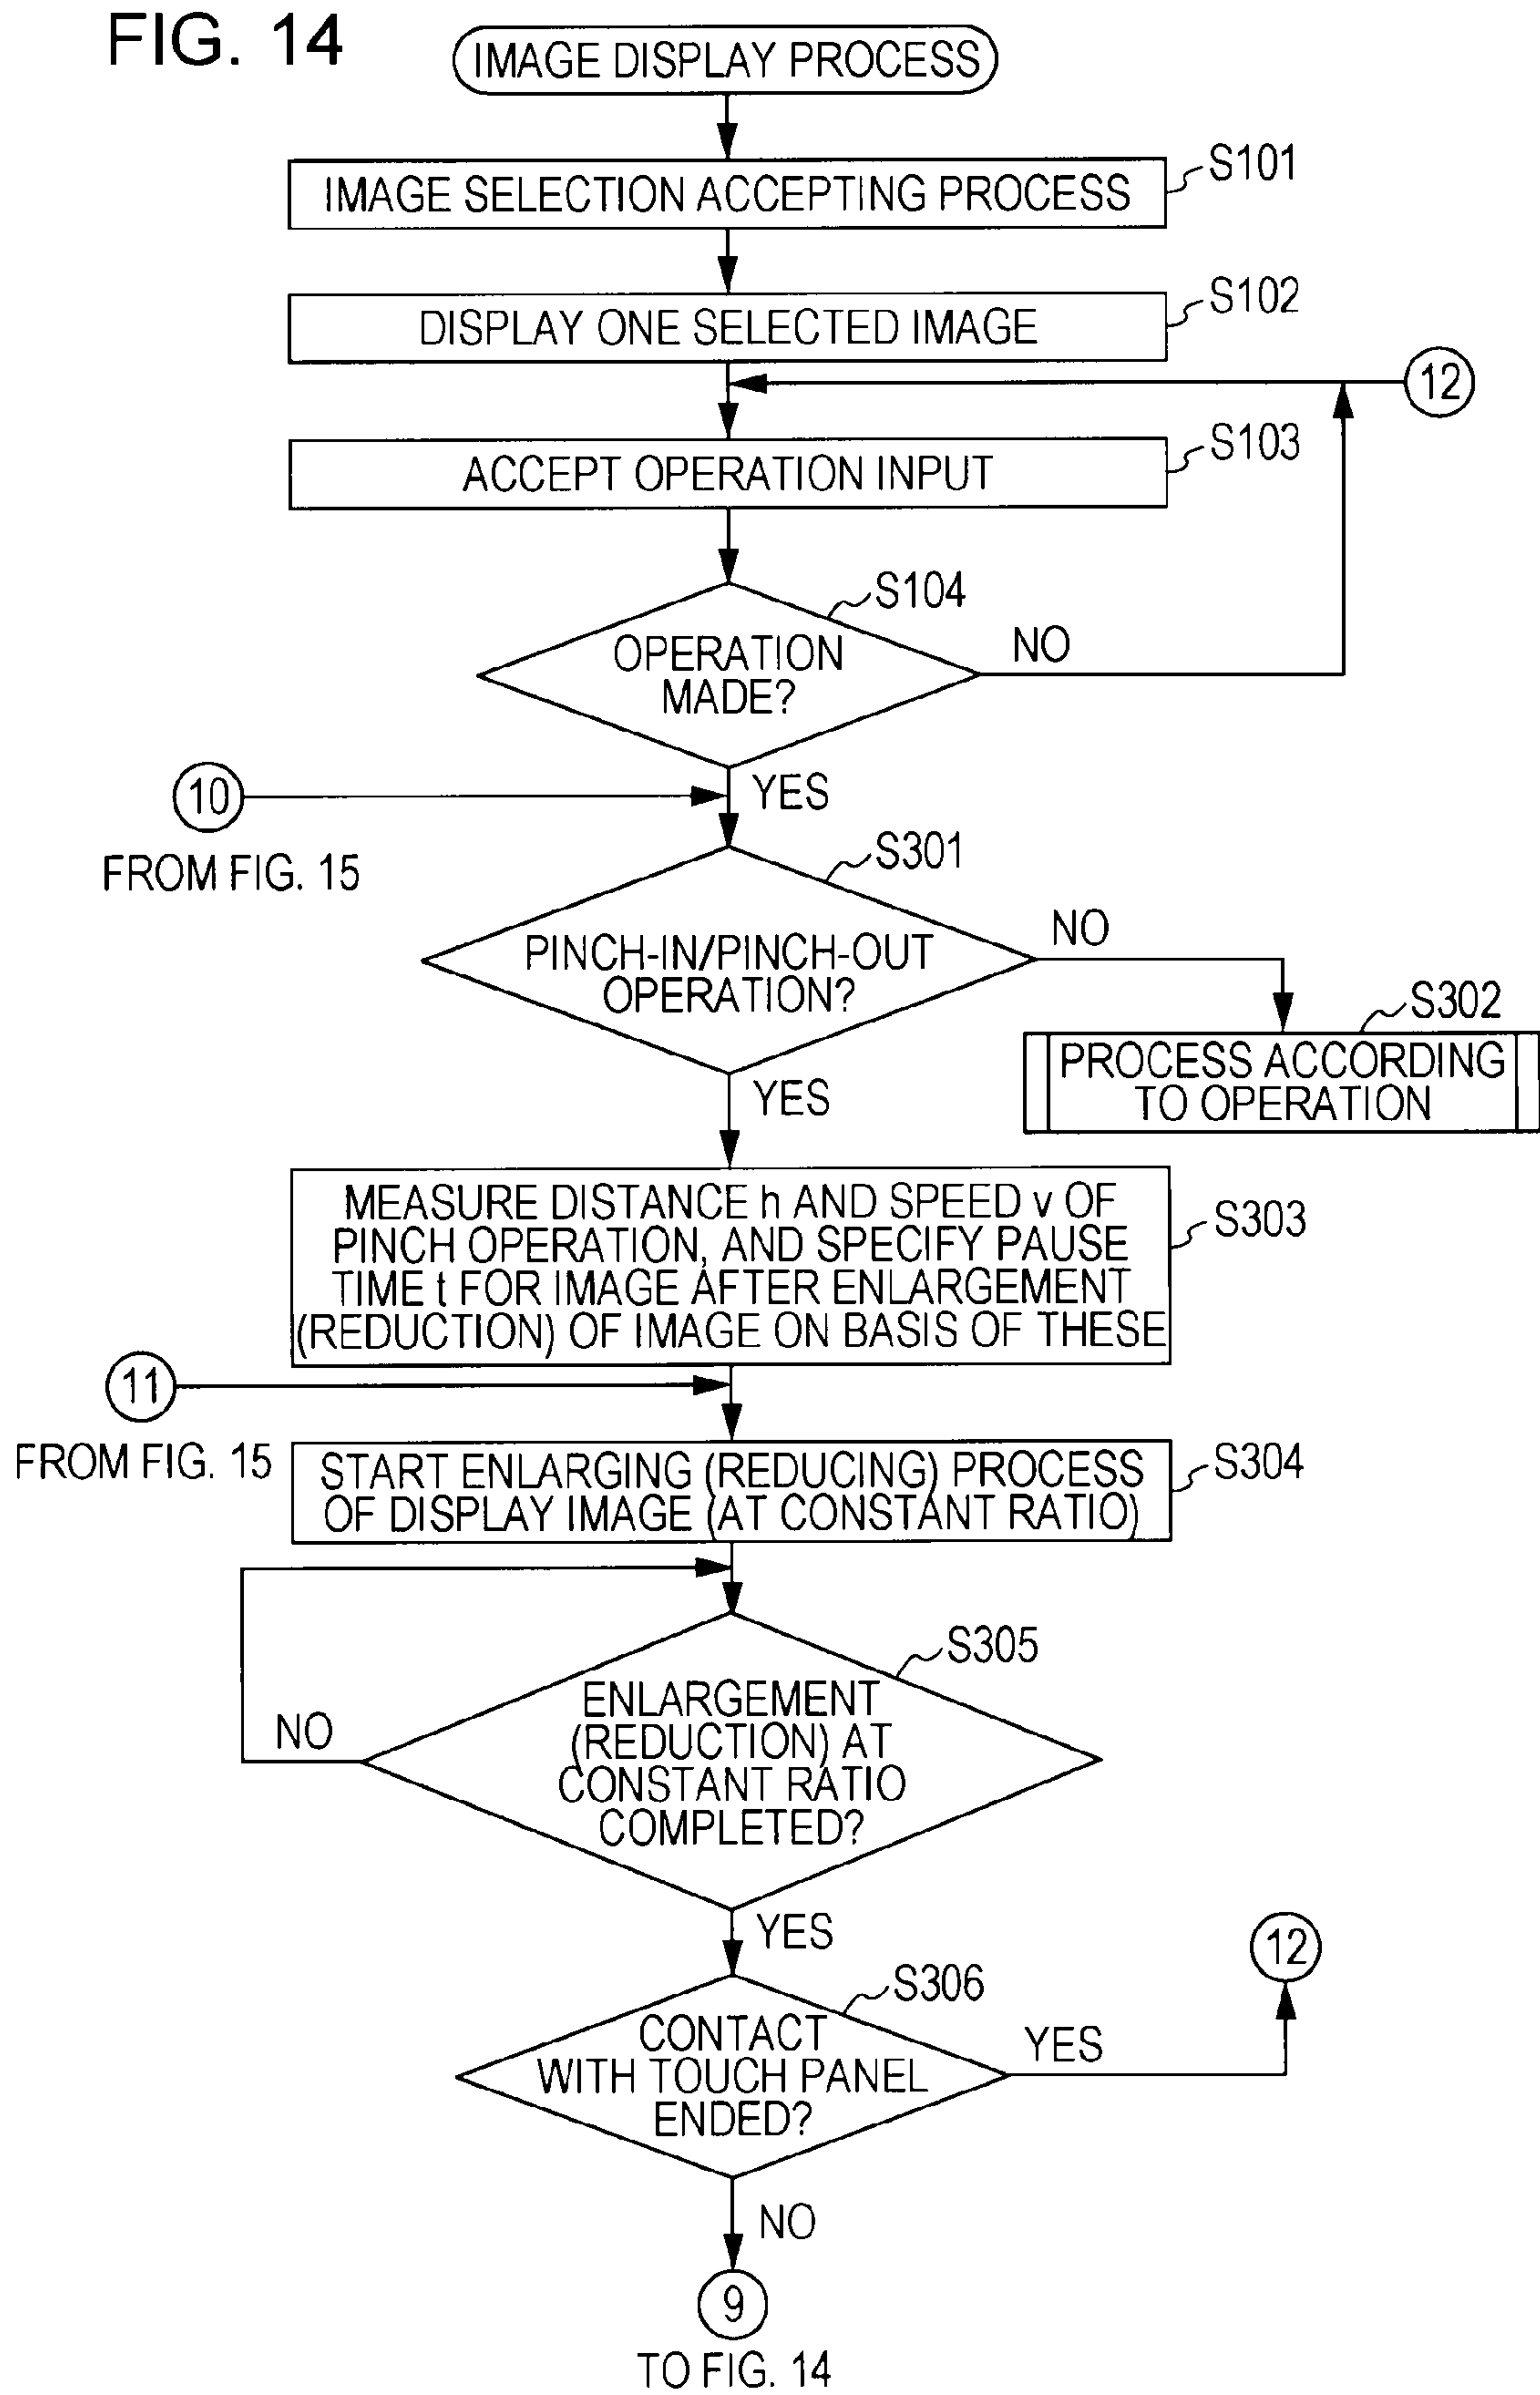 FIG. 14
IMAGE DISPLAY PROCESS
S101
IMAGE SELECTION ACCEPTING PROCESS
S102
DISPLAY ONE SELECTED IMAGE
12
S103
ACCEPT OPERATION INPUT
S104
OPERATION
MADE?
NO
10
YES
FROM FIG. 15
S301
PINCH-IN/PINCH-OUT
OPERATION?
NO
S302
PROCESS ACCORDING
TO OPERATION
YES
MEASURE DISTANCE h AND SPEED v OF
PINCH OPERATION, AND SPECIFY PAUSE
TIME t FOR IMAGE AFTER ENLARGEMENT
(REDUCTION) OF IMAGE ON BASIS OF THESE
S303
11
FROM FIG. 15
START ENLARGING (REDUCING) PROCESS
OF DISPLAY IMAGE (AT CONSTANT RATIO)
S304
S305
ENLARGEMENT
(REDUCTION) AT
CONSTANT RATIO
COMPLETED?
NO
YES
12
S306
CONTACT
WITH TOUCH PANEL
ENDED?
YES
NO
9
TO FIG. 14